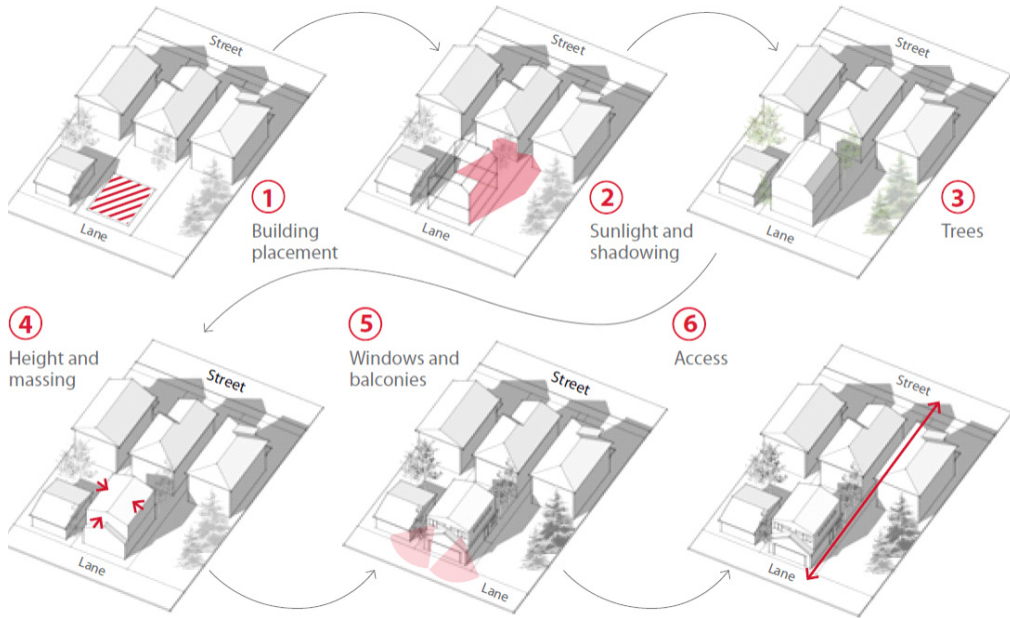 Street
Lane
1
Building
placement
Street
Lane
2
Sunlight and
shadowing
Street
Lane
3
Trees
4
Height and
massing
Street
Lane
5
Windows and
balconies
Street
Lane
6
Access
Street
Lane